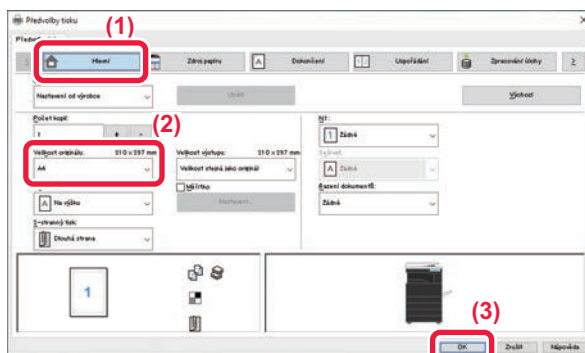 Předvolby tisku
(1)
Hlavní
Zdroj papíru
Dokončení
Uspořádání
Zpracování úlohy
Nastavení od výrobce
Uložit
Výchozí
Počet kopií:
1
(2)
N:1:
Žádné
Velikost originálu: 210 x 297 mm
A4
Velikost výstupu: 210 x 297 mm
Velikost stejná jako originál
Žádné
Měřítko
Nastavení...
Řazení dokumentů:
Žádné
Na výšku
2-stranný tisk:
Dlouhá strana
1
(3)
OK
Zrušit
Nápověda